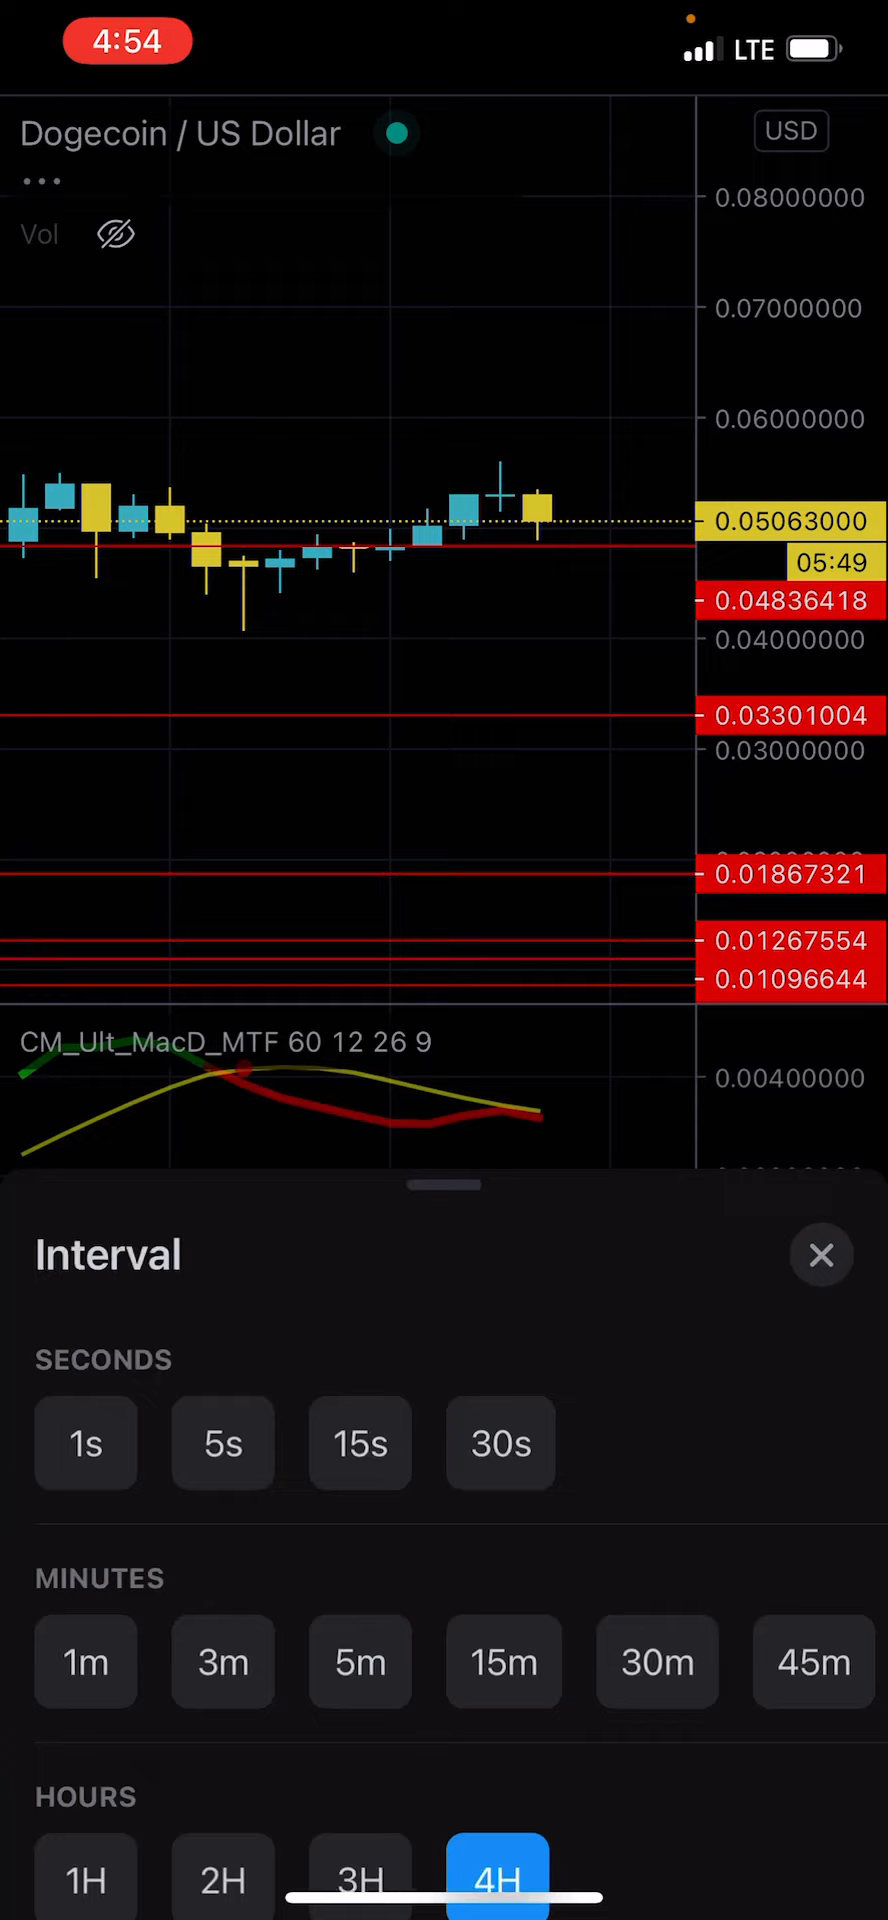 4:54
LTE
Dogecoin / US Dollar
USD
Vol
0.08000000
0.07000000
0.06000000
0.05063000
05:49
0.04836418
0.04000000
0.03301004
0.03000000
0.01867321
0.01267554
0.01096644
CM_Ult_MacD_MTF 60 12 26 9
0.00400000
Interval
SECONDS
1s 5s 15s 30s
MINUTES
1m 3m 5m 15m 30m 45m
HOURS
1H 2H 3H 4H